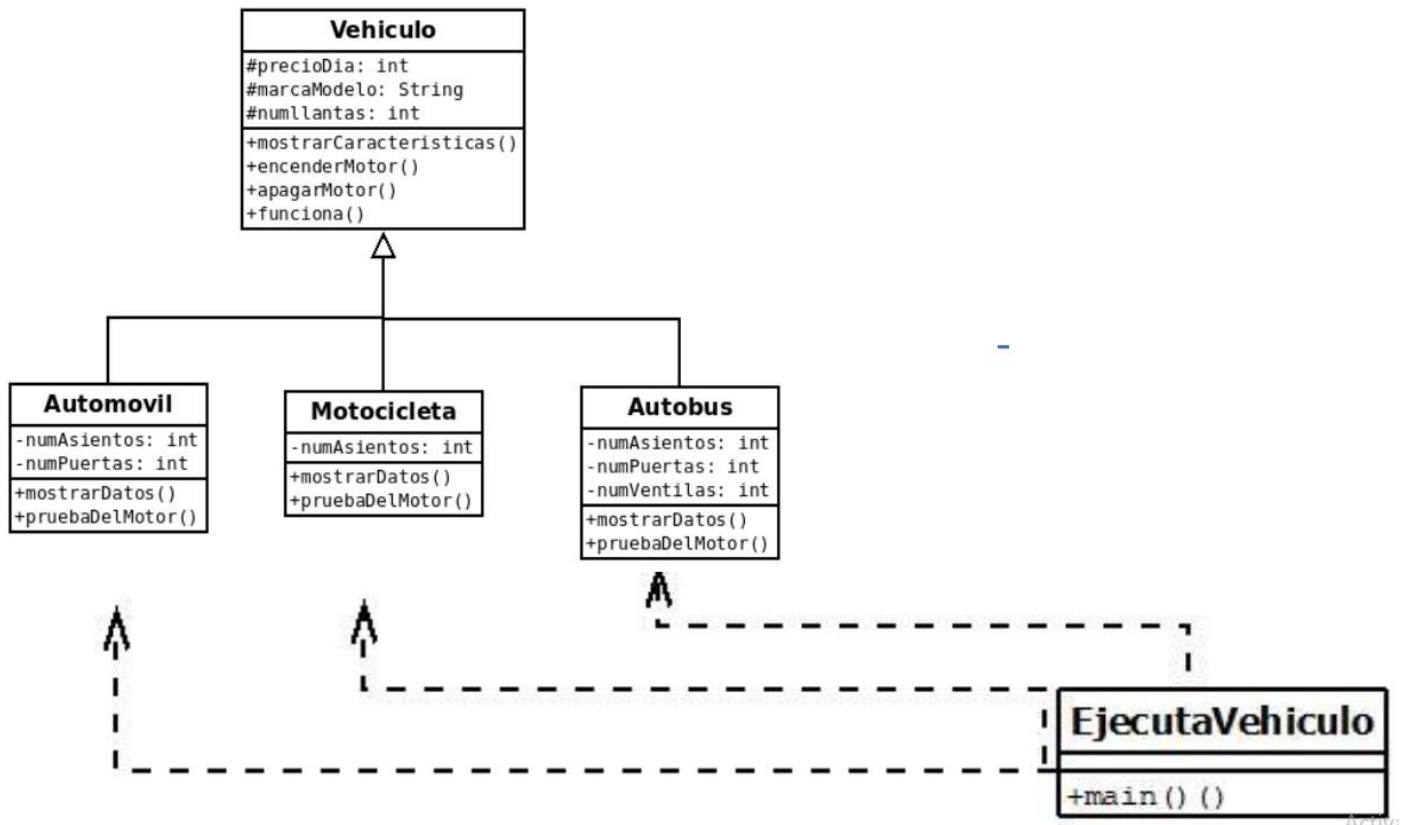 Vehiculo
#precioDia: int
#marcaModelo: String
#numllantas: int
+mostrarCaracteristicas()
+encenderMotor()
+apagarMotor()
+funciona()
Automovil
-numAsientos: int
-numPuertas: int
+mostrarDatos()
+pruebaDelMotor()
Motocicleta
-numAsientos: int
+mostrarDatos()
+pruebaDelMotor()
Autobus
-numAsientos: int
-numPuertas: int
-numVentilas: int
+mostrarDatos()
+pruebaDelMotor()
EjecutaVehiculo
+main()()